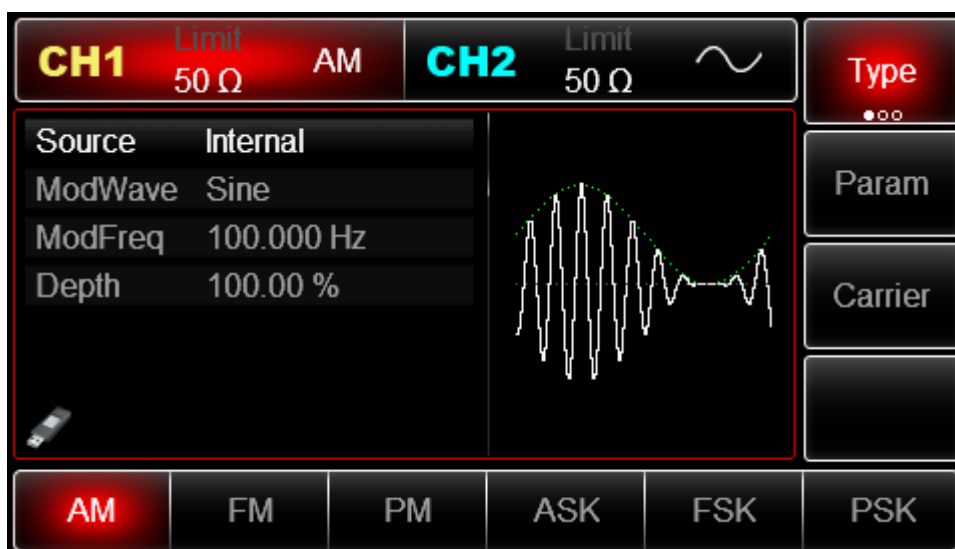 CH1 Limit 50 Ω AM CH2 Limit 50 Ω Type
Source Internal
ModWave Sine
ModFreq 100.000 Hz
Depth 100.00 %
Param
Carrier
AM FM PM ASK FSK PSK